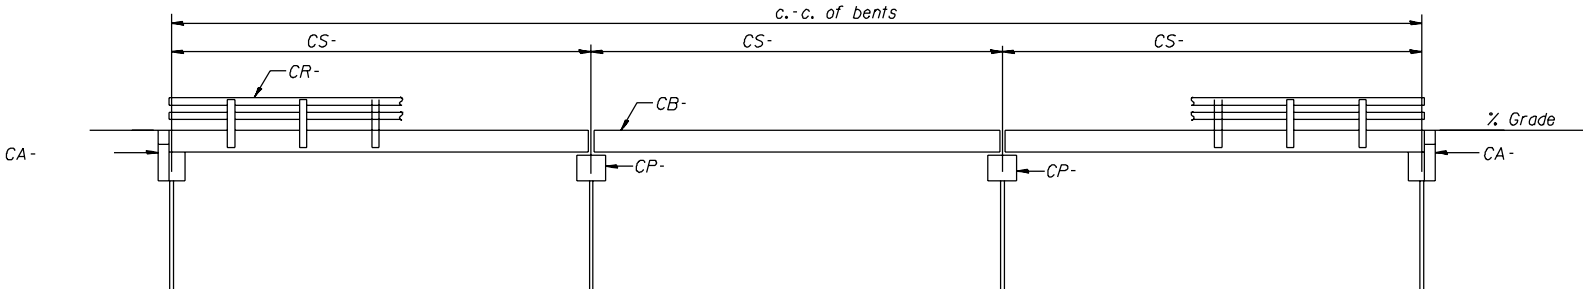 c.-c. of bents
CS-
CS-
CS-
CR-
CB-
% Grade
CA-
CP-
CP-
CA-